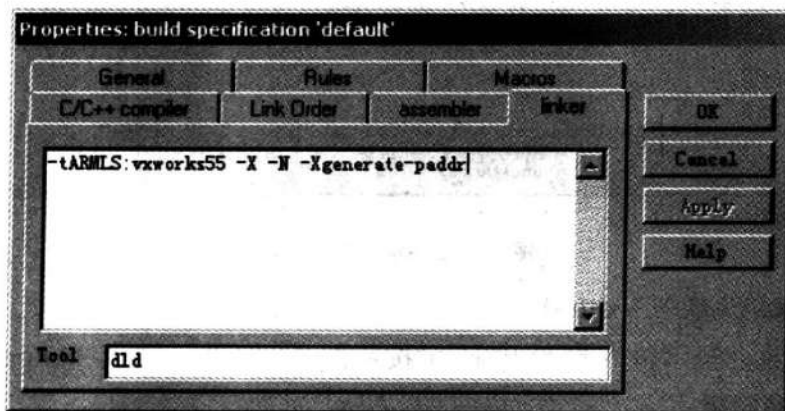 Properties: build specification 'default'
General Rules Macros
C/C++ compiler Link Order assembler linker
-tARMLS:vxworks55 -X -N -Xgenerate-paddr
OK
Cancel
Apply
Help
Tool dld